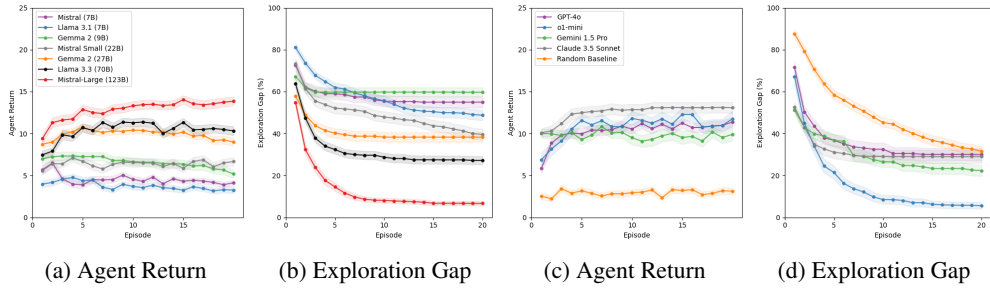 25
20
15
10
5
0
Agent Return
5
10
15
Episode
Mistral (7B)
Llama 3.1 (7B)
Gemma 2 (9B)
Mistral Small (22B)
Gemma 2 (27B)
Llama 3.3 (70B)
Mistral-Large (123B)
100
80
60
40
20
0
Exploration Gap (%)
0
5
10
15
20
Episode
25
20
15
10
5
0
Agent Return
5
10
15
Episode
GPT-4o
o1-mini
Gemini 1.5 Pro
Claude 3.5 Sonnet
Random Baseline
100
80
60
40
20
0
Exploration Gap (%)
0
5
10
15
20
Episode
(a) Agent Return
(b) Exploration Gap
(c) Agent Return
(d) Exploration Gap